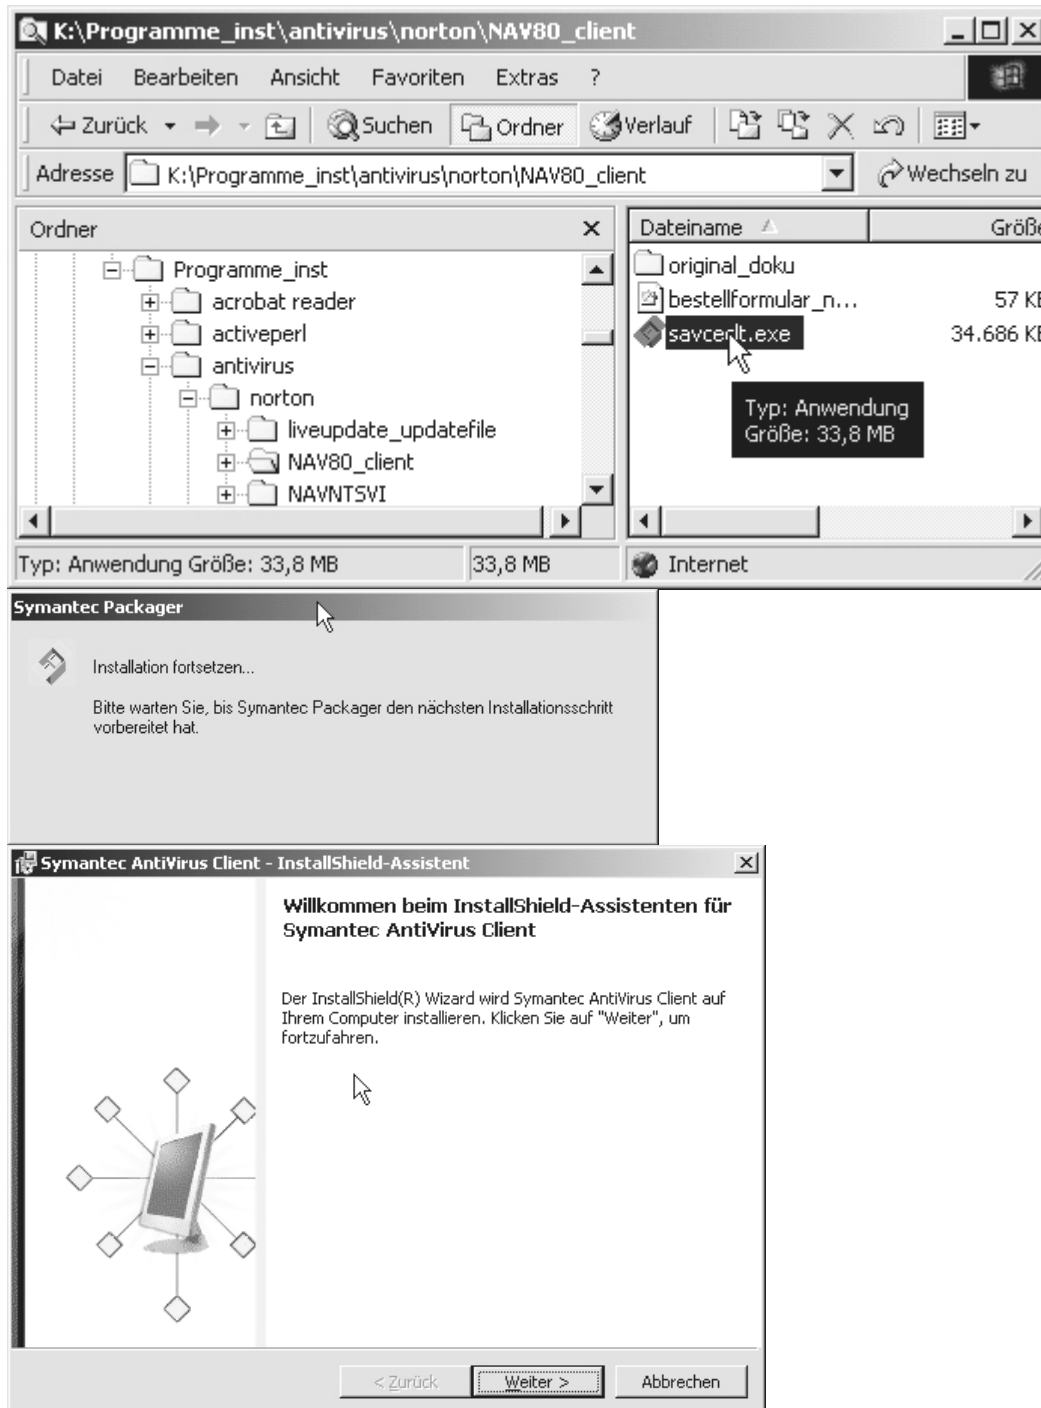 K:\Programme_inst\antivirus\norton\NAV80_client
Datei Bearbeiten Ansicht Favoriten Extras ?
Zurück Suchen Ordner Verlauf
Adresse K:\Programme_inst\antivirus\norton\NAV80_client Wechseln zu
Ordner
Programme_inst
acrobat reader
activeperl
antivirus
norton
liveupdate_updatefile
NAV80_client
NAVNTSVI
Dateiname Größe
original_doku
bestellformular_n... 57 KB
savceclt.exe 34.686 KB
Typ: Anwendung
Größe: 33,8 MB
Typ: Anwendung Größe: 33,8 MB 33,8 MB Internet
Symantec Packager
Installation fortsetzen...
Bitte warten Sie, bis Symantec Packager den nächsten Installationsschritt
vorbereitet hat.
Symantec AntiVirus Client - InstallShield-Assistent
Willkommen beim InstallShield-Assistenten für
Symantec AntiVirus Client
Der InstallShield(R) Wizard wird Symantec AntiVirus Client auf
Ihrem Computer installieren. Klicken Sie auf "Weiter", um
fortzufahren.
< Zurück Weiter > Abbrechen